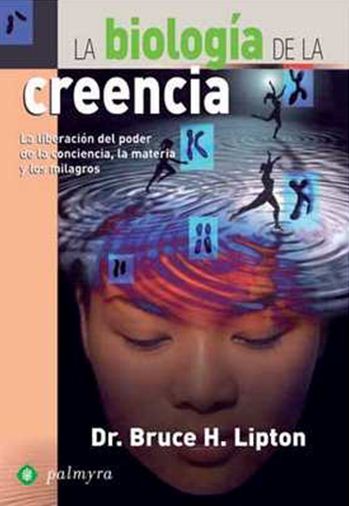 LA biología DE LA
creencia
La liberación del poder
de la conciencia, la materia
y los milagros
Dr. Bruce H. Lipton
palmyra